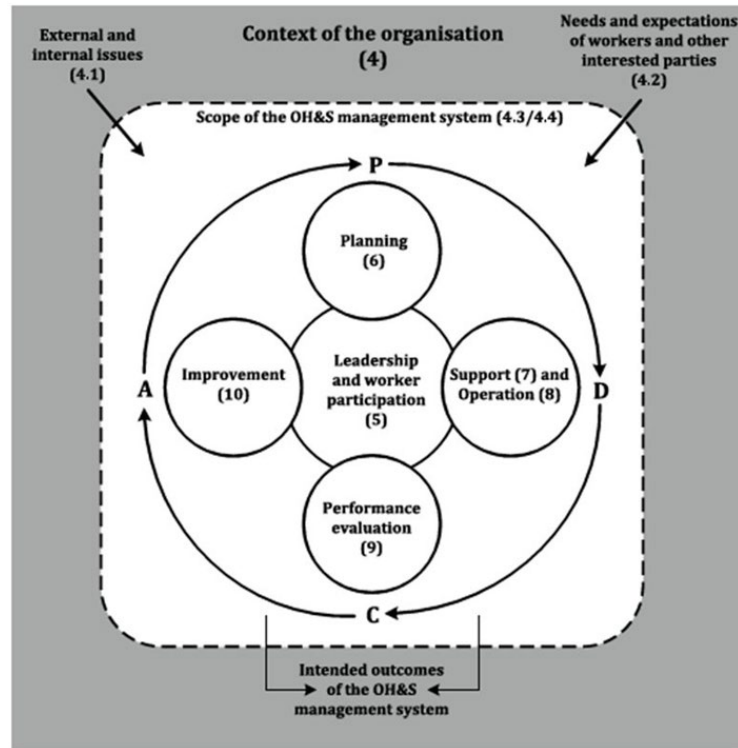 External and
internal issues
(4.1)
Context of the organisation
(4)
Needs and expectations
of workers and other
interested parties
(4.2)
Scope of the OH&S management system (4.3/4.4)
P
Planning
(6)
A
Improvement
(10)
Leadership
and worker
participation
(5)
Support (7) and
Operation (8)
D
Performance
evaluation
(9)
C
Intended outcomes
of the OH&S
management system